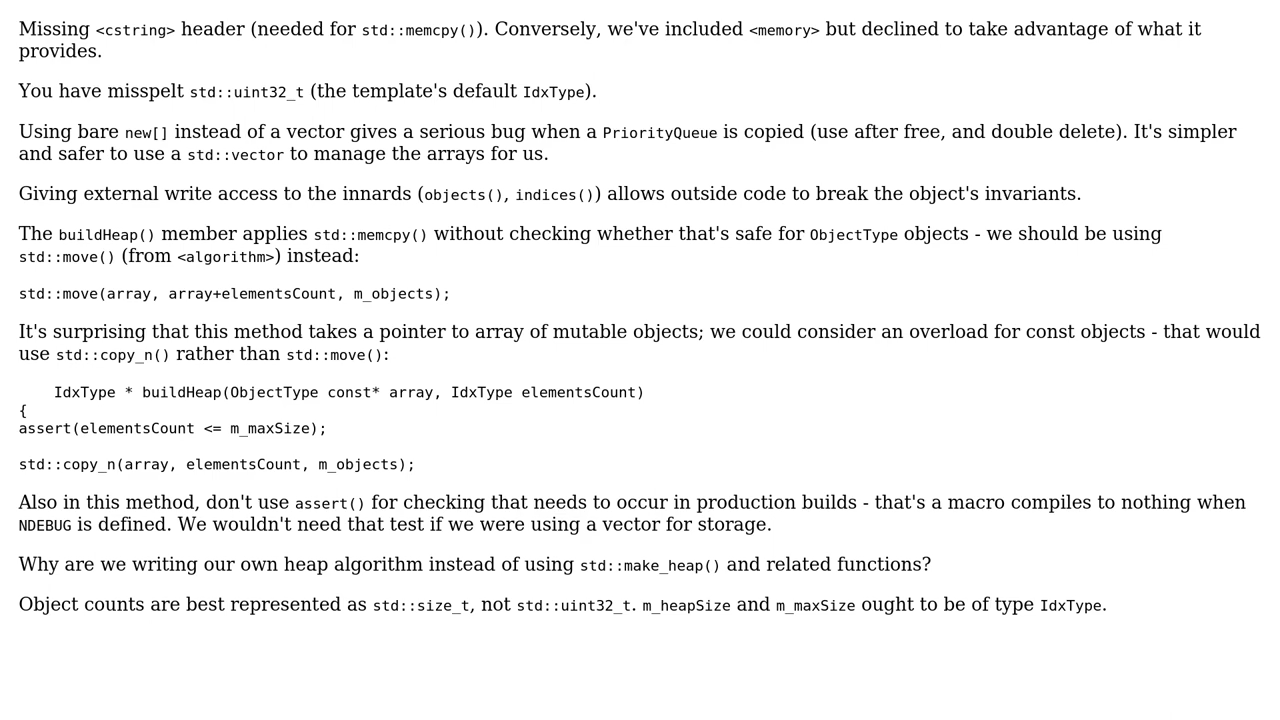 Missing <cstring> header (needed for std::memcpy()). Conversely, we've included <memory> but declined to take advantage of what it
provides.
You have misspelt std::uint32_t (the template's default IdxType).
Using bare new[] instead of a vector gives a serious bug when a PriorityQueue is copied (use after free, and double delete). It's simpler
and safer to use a std::vector to manage the arrays for us.
Giving external write access to the innards (objects(), indices()) allows outside code to break the object's invariants.
The buildHeap() member applies std::memcpy() without checking whether that's safe for ObjectType objects - we should be using
std::move() (from <algorithm>) instead:
std::move(array, array+elementsCount, m_objects);
It's surprising that this method takes a pointer to array of mutable objects; we could consider an overload for const objects - that would
use std::copy_n() rather than std::move():
    IdxType * buildHeap(ObjectType const* array, IdxType elementsCount)
{
assert(elementsCount <= m_maxSize);
std::copy_n(array, elementsCount, m_objects);
Also in this method, don't use assert() for checking that needs to occur in production builds - that's a macro compiles to nothing when
NDEBUG is defined. We wouldn't need that test if we were using a vector for storage.
Why are we writing our own heap algorithm instead of using std::make_heap() and related functions?
Object counts are best represented as std::size_t, not std::uint32_t. m_heapSize and m_maxSize ought to be of type IdxType.